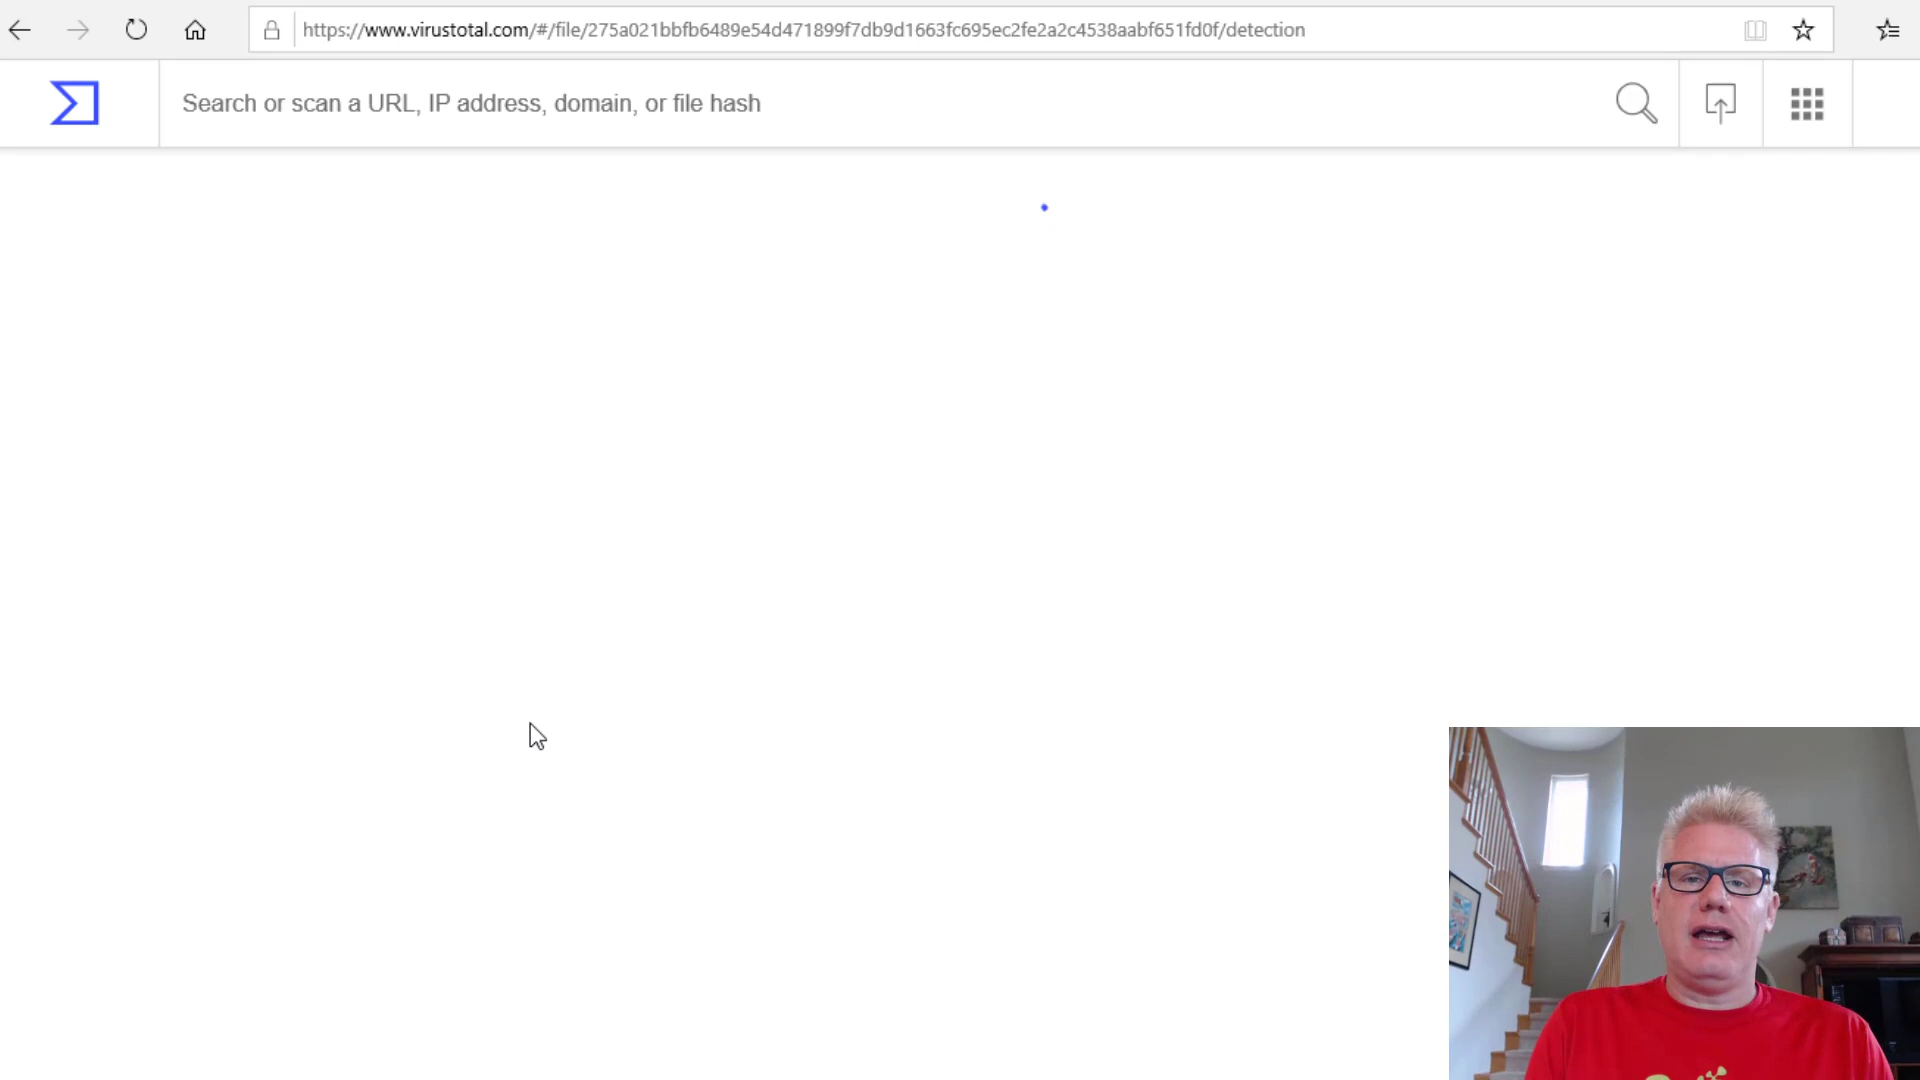 https://www.virustotal.com/#/file/275a021bbfb6489e54d471899f7db9d1663fc695ec2fe2a2c4538aabf651fd0f/detection
Search or scan a URL, IP address, domain, or file hash